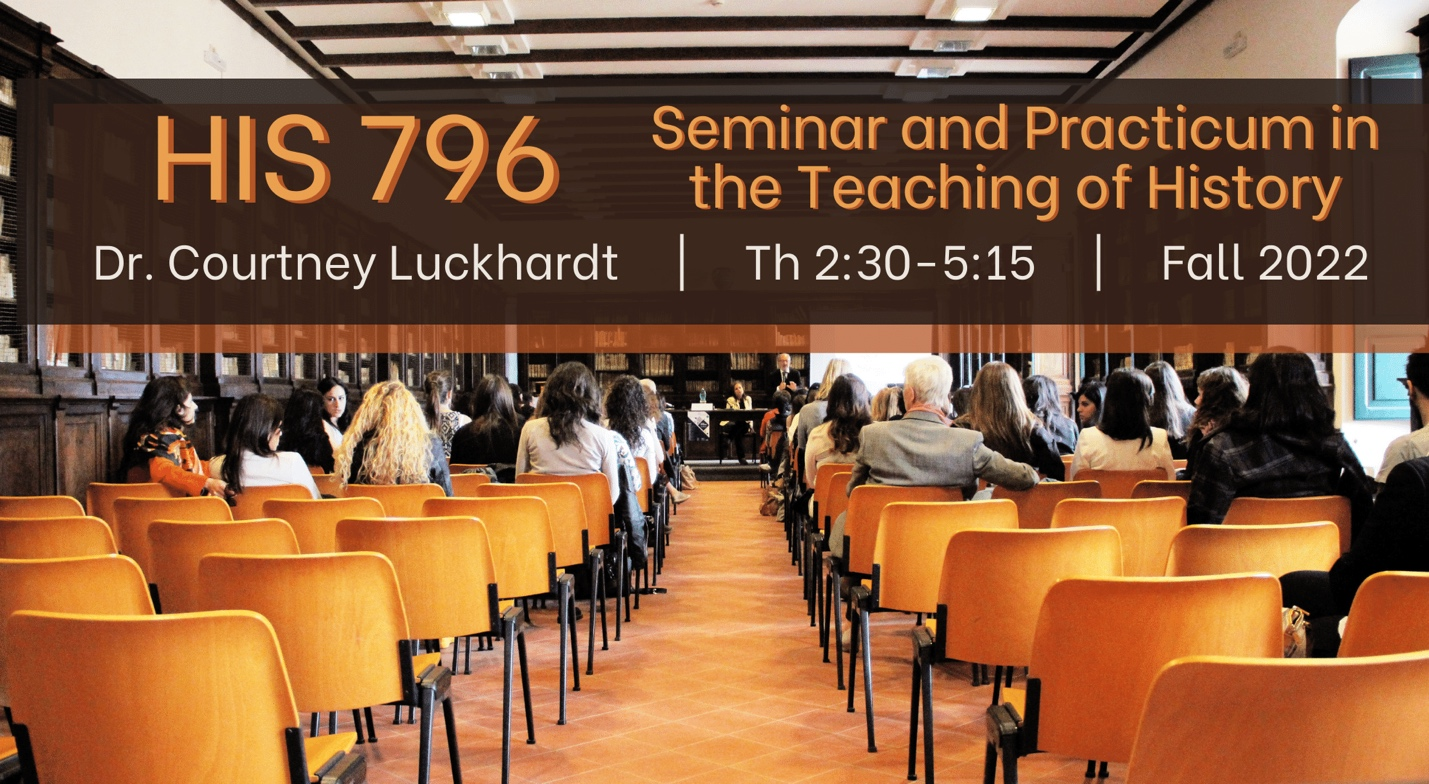 HIS 796
Seminar and Practicum in
the Teaching of History
Dr. Courtney Luckhardt | Th 2:30-5:15 | Fall 2022